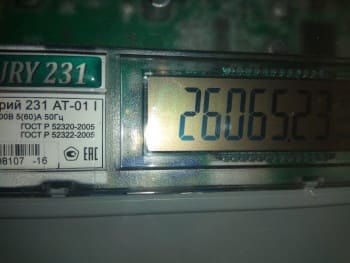 URY 231
26065.23
рий 231 АТ-01 I
00В 5(60)А 50Гц
ГОСТ Р 52320-2005
ГОСТ Р 52322-2005
08107 -16
ЕАС